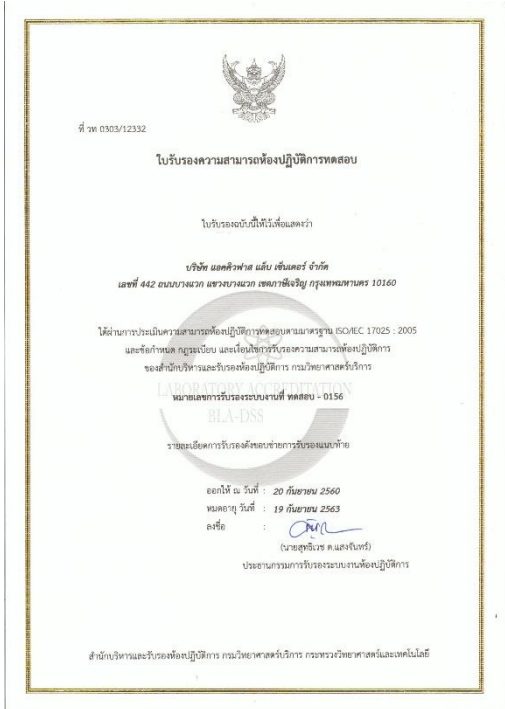 ที่ วท 0303/12332
ใบรับรองความสามารถห้องปฏิบัติการทดสอบ
ใบรับรองฉบับนี้ให้ไว้เพื่อแสดงว่า
บริษัท แอคคิวฟาส แล็บ เซ็นเตอร์ จำกัด
เลขที่ 442 ถนนบางแวก แขวงบางแวก เขตภาษีเจริญ กรุงเทพมหานคร 10160
ได้ผ่านการประเมินความสามารถห้องปฏิบัติการทดสอบตามมาตรฐาน ISO/IEC 17025 : 2005
และข้อกำหนด กฎระเบียบ และเงื่อนไขการรับรองความสามารถห้องปฏิบัติการ
ของสำนักบริหารและรับรองห้องปฏิบัติการ กรมวิทยาศาสตร์บริการ
LABORATORY ACCREDITATION
หมายเลขการรับรองระบบงานที่ ทดสอบ - 0156
BLA-DSS
รายละเอียดการรับรองดังขอบข่ายการรับรองแนบท้าย
ออกให้ ณ วันที่ : 20 กันยายน 2560
หมดอายุ วันที่ : 19 กันยายน 2563
ลงชื่อ :
(นายสุทธิเวช ต.แสงจันทร์)
ประธานกรรมการรับรองระบบงานห้องปฏิบัติการ
สำนักบริหารและรับรองห้องปฏิบัติการ กรมวิทยาศาสตร์บริการ กระทรวงวิทยาศาสตร์และเทคโนโลยี